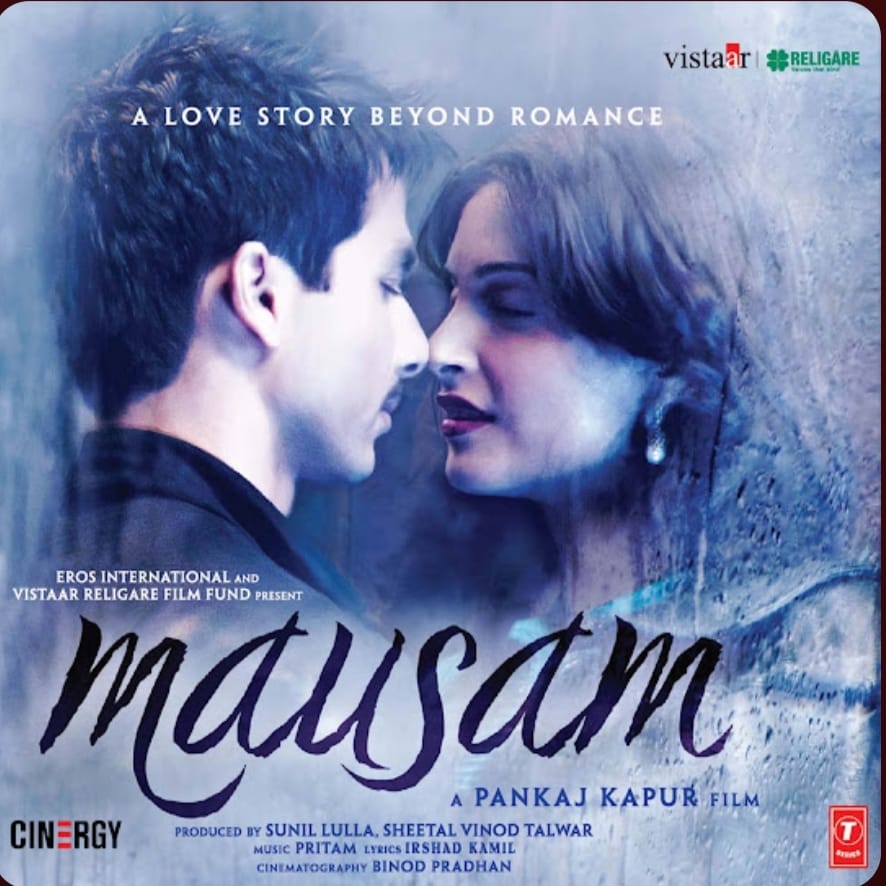 vistaar | RELIGARE
A LOVE STORY BEYOND ROMANCE
EROS INTERNATIONAL AND
VISTAAR RELIGARE FILM FUND PRESENT
mausam
A PANKAJ KAPUR FILM
CINERGY
PRODUCED BY SUNIL LULLA, SHEETAL VINOD TALWAR
MUSIC PRITAM LYRICS IRSHAD KAMIL
CINEMATOGRAPHY BINOD PRADHAN
T
SERIES